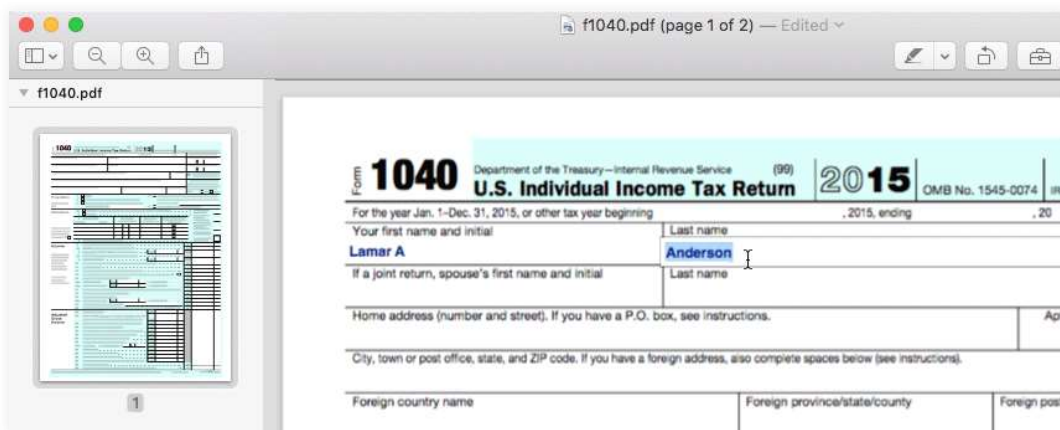 f1040.pdf (page 1 of 2) — Edited
f1040.pdf
1040
1
Form 1040
Department of the Treasury—Internal Revenue Service (99)
U.S. Individual Income Tax Return
2015
OMB No. 1545-0074
For the year Jan. 1–Dec. 31, 2015, or other tax year beginning , 2015, ending , 20
Your first name and initial Last name
Lamar A Anderson
If a joint return, spouse's first name and initial Last name
Home address (number and street). If you have a P.O. box, see instructions.
City, town or post office, state, and ZIP code. If you have a foreign address, also complete spaces below (see instructions).
Foreign country name Foreign province/state/county Foreign